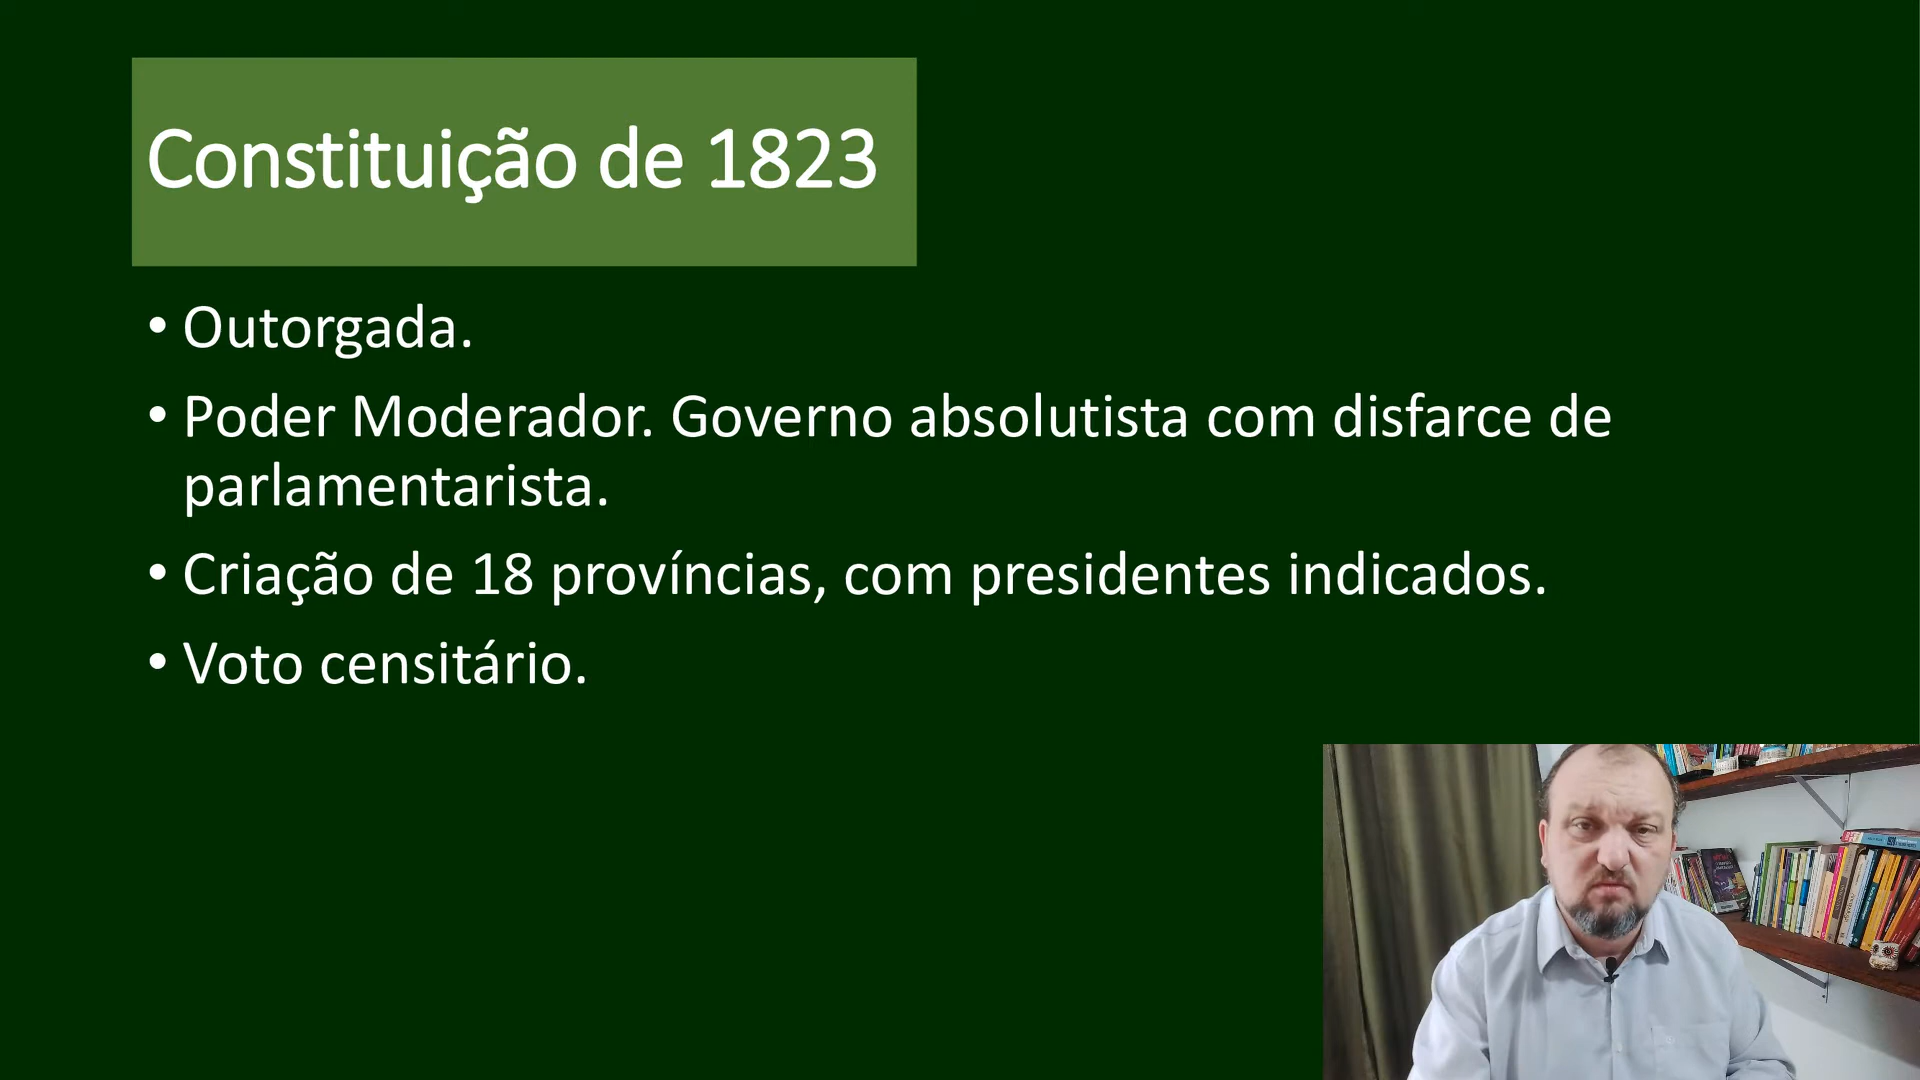 Constituição de 1823
• Outorgada.
• Poder Moderador. Governo absolutista com disfarce de
parlamentarista.
• Criação de 18 províncias, com presidentes indicados.
• Voto censitário.